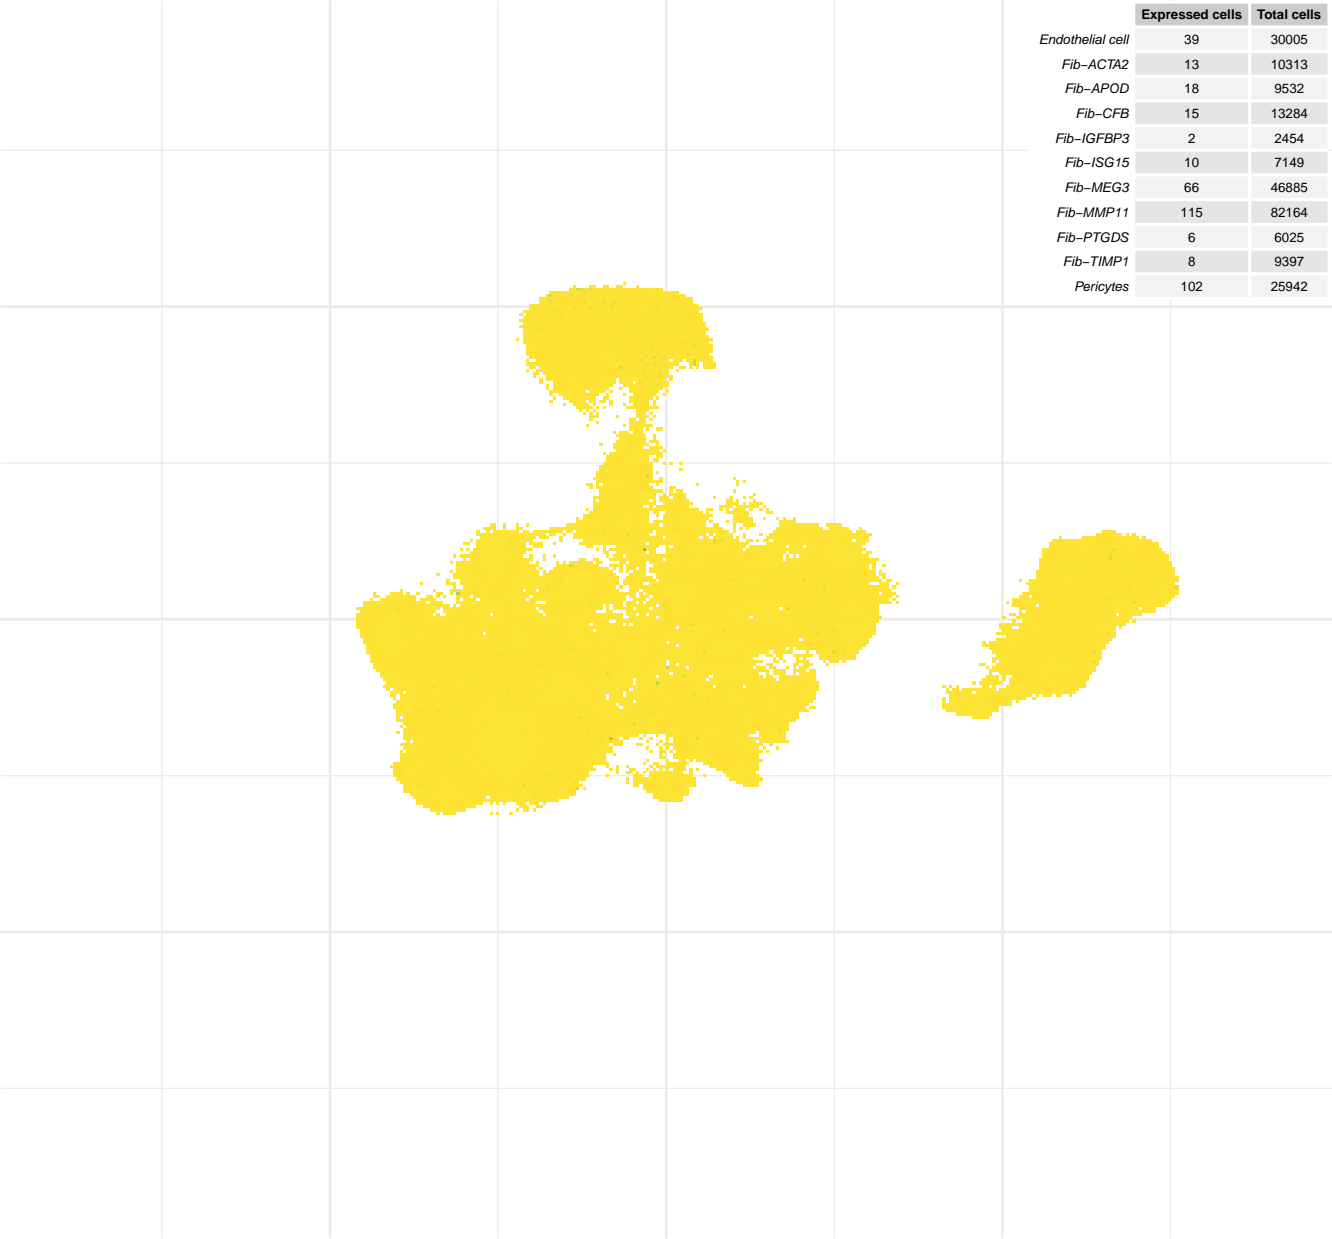 Expressed cells Total cells
Endothelial cell 39 30005
Fib−ACTA2 13 10313
Fib−APOD 18 9532
Fib−CFB 15 13284
Fib−IGFBP3 2 2454
Fib−ISG15 10 7149
Fib−MEG3 66 46885
Fib−MMP11 115 82164
Fib−PTGDS 6 6025
Fib−TIMP1 8 9397
Pericytes 102 25942